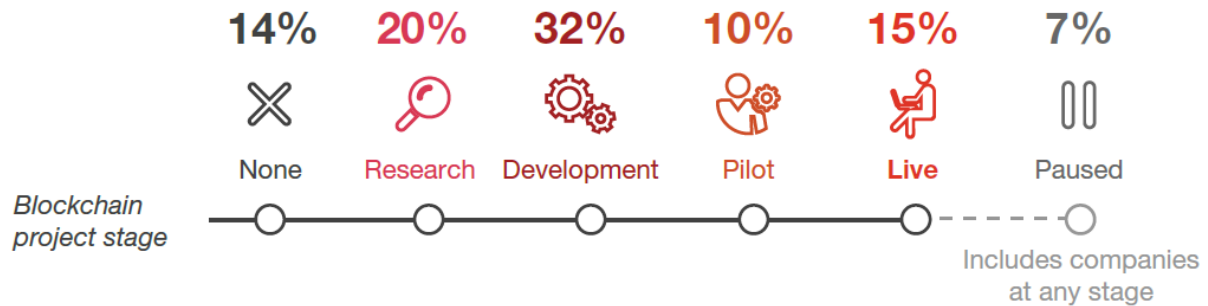 14% 20% 32% 10% 15% 7%
None Research Development Pilot Live Paused
Blockchain
project stage
Includes companies
at any stage